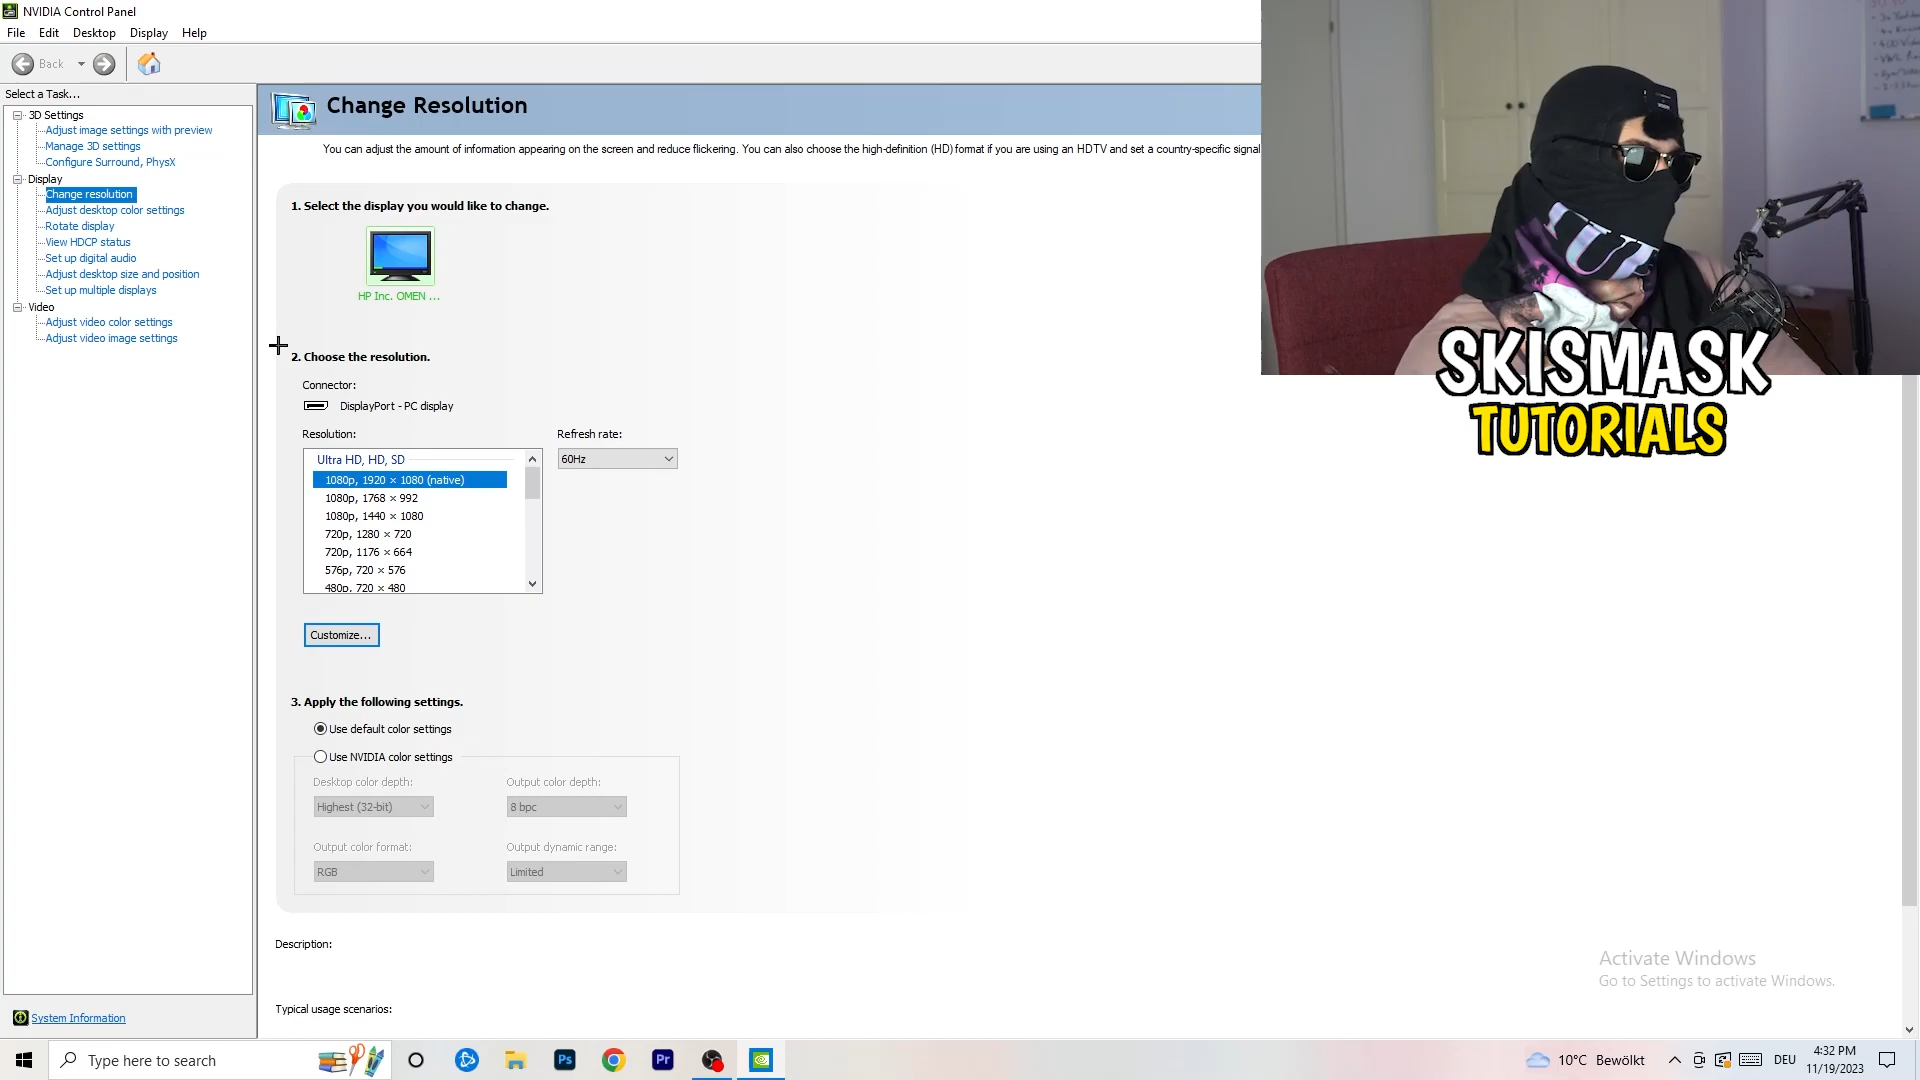 NVIDIA Control Panel
File Edit Desktop Display Help
Back
Select a Task...
3D Settings
Adjust image settings with preview
Manage 3D settings
Configure Surround, PhysX
Display
Change resolution
Adjust desktop color settings
Rotate display
View HDCP status
Set up digital audio
Adjust desktop size and position
Set up multiple displays
Video
Adjust video color settings
Adjust video image settings
System Information
Change Resolution
You can adjust the amount of information appearing on the screen and reduce flickering. You can also choose the high-definition (HD) format if you are using an HDTV and set a country-specific signal
1. Select the display you would like to change.
HP Inc. OMEN ...
2. Choose the resolution.
Connector:
DisplayPort - PC display
Resolution:
Refresh rate:
Ultra HD, HD, SD
60Hz
1080p, 1920 × 1080 (native)
1080p, 1768 × 992
1080p, 1440 × 1080
720p, 1280 × 720
720p, 1176 × 664
576p, 720 × 576
480p, 720 × 480
Customize...
3. Apply the following settings.
Use default color settings
Use NVIDIA color settings
Desktop color depth:
Output color depth:
Highest (32-bit)
8 bpc
Output color format:
Output dynamic range:
RGB
Limited
Description:
Typical usage scenarios:
SKISMASK
TUTORIALS
Activate Windows
Go to Settings to activate Windows.
Type here to search
Ps
Pr
10°C Bewölkt
DEU
4:32 PM
11/19/2023